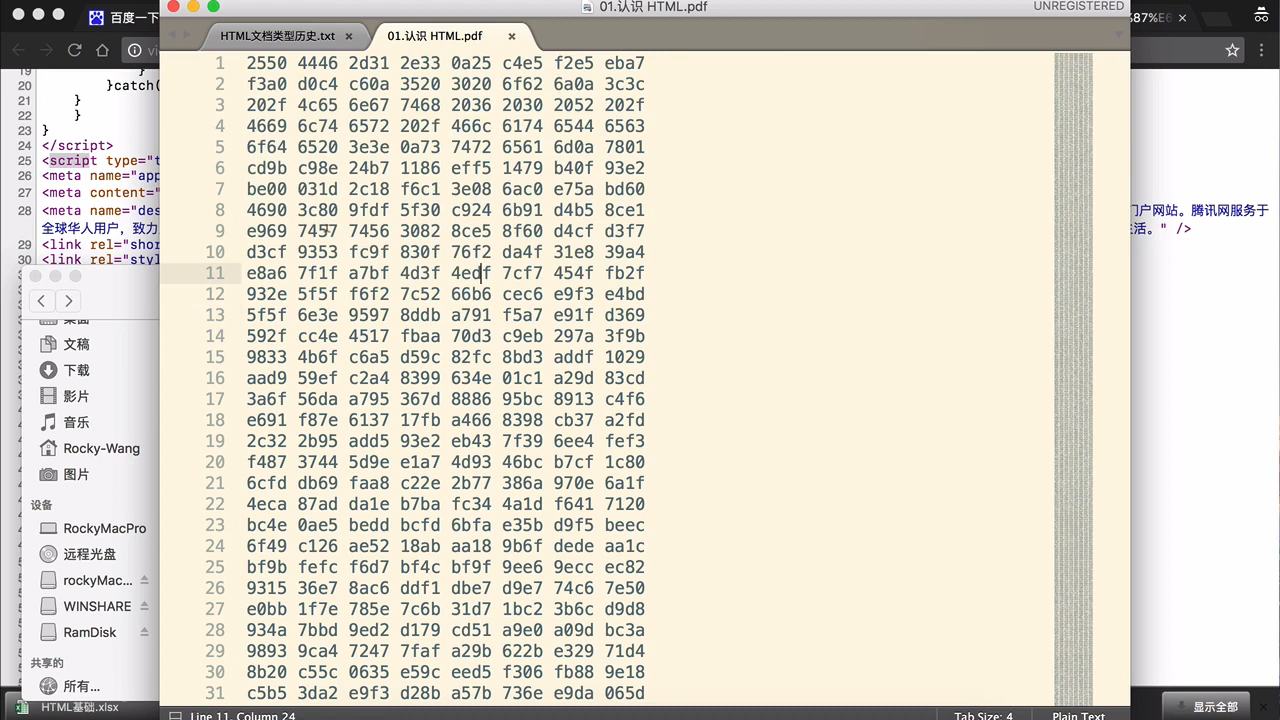 百度一下
01.认识 HTML.pdf
UNREGISTERED
87%E6
HTML文档类型历史.txt
01.认识 HTML.pdf
19 }
20 }catch(
21 }
22 }
23 }
24 </script>
25 <script type="t
26 <meta name="app
27 <meta content="
28 <meta name="des
门户网站。腾讯网服务于
全球华人用户，致力
生活。" />
29 <link rel="shor
30 <link rel="styl
文稿
下载
影片
音乐
Rocky-Wang
图片
设备
RockyMacPro
远程光盘
rockyMac...
WINSHARE
RamDisk
共享的
所有...
HTML基础.xlsx
1 2550 4446 2d31 2e33 0a25 c4e5 f2e5 eba7
2 f3a0 d0c4 c60a 3520 3020 6f62 6a0a 3c3c
3 202f 4c65 6e67 7468 2036 2030 2052 202f
4 4669 6c74 6572 202f 466c 6174 6544 6563
5 6f64 6520 3e3e 0a73 7472 6561 6d0a 7801
6 cd9b c98e 24b7 1186 eff5 1479 b40f 93e2
7 be00 031d 2c18 f6c1 3e08 6ac0 e75a bd60
8 4690 3c80 9fdf 5f30 c924 6b91 d4b5 8ce1
9 e969 7457 7456 3082 8ce5 8f60 d4cf d3f7
10 d3cf 9353 fc9f 830f 76f2 da4f 31e8 39a4
11 e8a6 7f1f a7bf 4d3f 4edf 7cf7 454f fb2f
12 932e 5f5f f6f2 7c52 66b6 cec6 e9f3 e4bd
13 5f5f 6e3e 9597 8ddb a791 f5a7 e91f d369
14 592f cc4e 4517 fbaa 70d3 c9eb 297a 3f9b
15 9833 4b6f c6a5 d59c 82fc 8bd3 addf 1029
16 aad9 59ef c2a4 8399 634e 01c1 a29d 83cd
17 3a6f 56da a795 367d 8886 95bc 8913 c4f6
18 e691 f87e 6137 17fb a466 8398 cb37 a2fd
19 2c32 2b95 add5 93e2 eb43 7f39 6ee4 fef3
20 f487 3744 5d9e e1a7 4d93 46bc b7cf 1c80
21 6cfd db69 faa8 c22e 2b77 386a 970e 6a1f
22 4eca 87ad da1e b7ba fc34 4a1d f641 7120
23 bc4e 0ae5 bedd bcfd 6bfa e35b d9f5 beec
24 6f49 c126 ae52 18ab aa18 9b6f dede aa1c
25 bf9b fefc f6d7 bf4c bf9f 9ee6 9ecc ec82
26 9315 36e7 8ac6 ddf1 dbe7 d9e7 74c6 7e50
27 e0bb 1f7e 785e 7c6b 31d7 1bc2 3b6c d9d8
28 934a 7bbd 9ed2 d179 cd51 a9e0 a09d bc3a
29 9893 9ca4 7247 7faf a29b 622b e329 71d4
30 8b20 c55c 0635 e59c eed5 f306 fb88 9e18
31 c5b5 3da2 e9f3 d28b a57b 736e e9da 065d
Line 11, Column 24
Tab Size: 4
Plain Text
显示全部